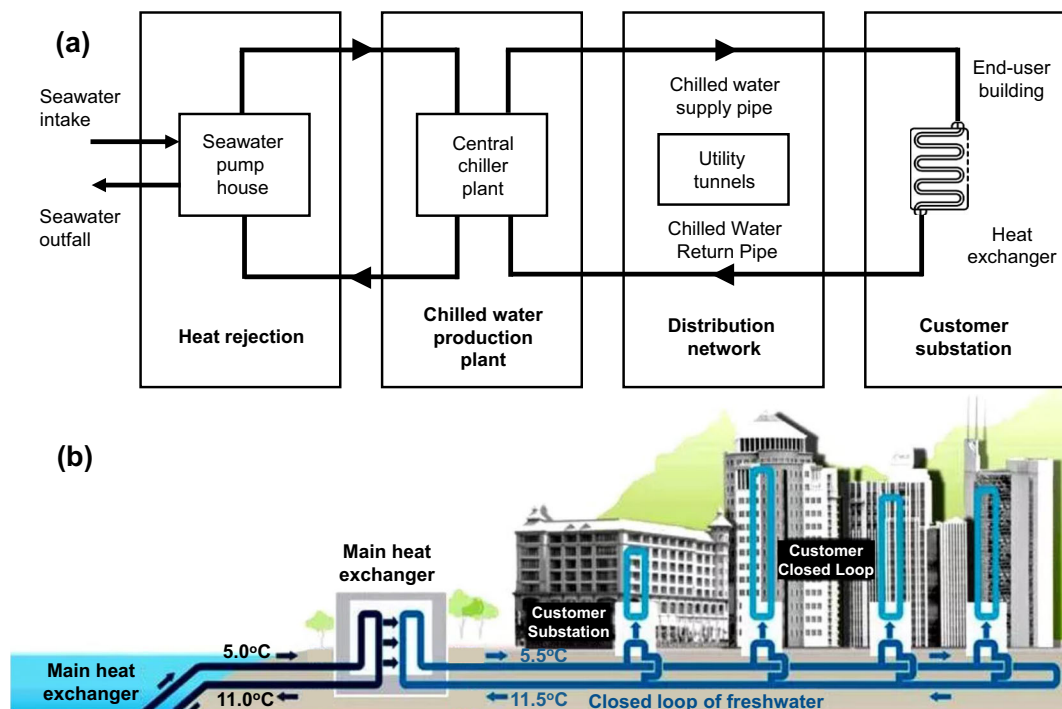 (a)
Seawater
intake
Seawater
outfall
Seawater
pump
house
Heat rejection
Central
chiller
plant
Chilled water
production
plant
Chilled water
supply pipe
Utility
tunnels
Chilled Water
Return Pipe
Distribution
network
End-user
building
Heat
exchanger
Customer
substation
(b)
Main heat
exchanger
Customer
Closed Loop
Customer
Substation
5.0°C
5.5°C
Main heat
exchanger
11.0°C
11.5°C
Closed loop of freshwater